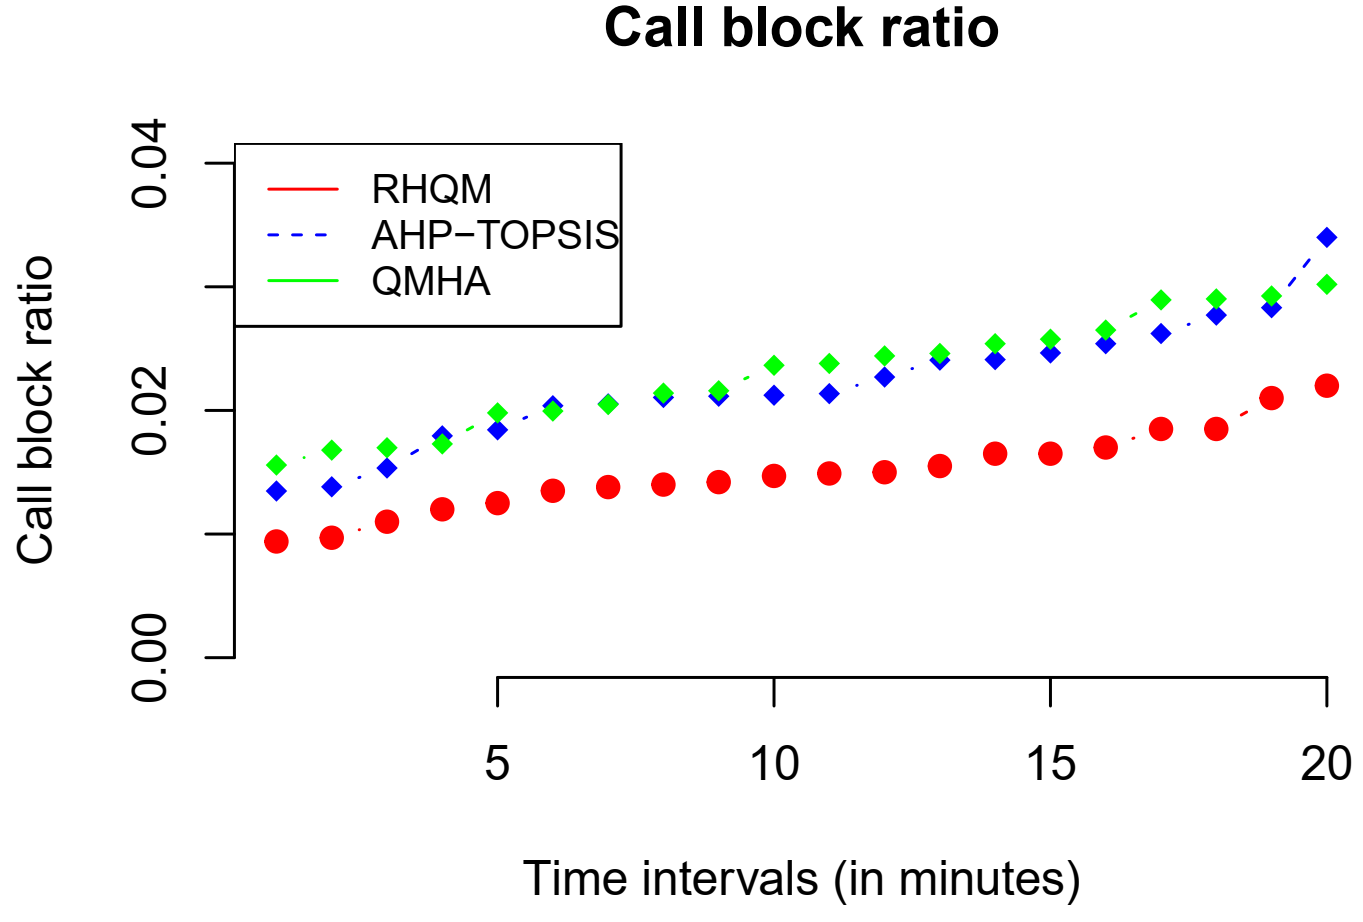 Call block ratio
0.04
0.02
0.00
Call block ratio
RHQM
AHP−TOPSIS
QMHA
5 10 15 20
Time intervals (in minutes)